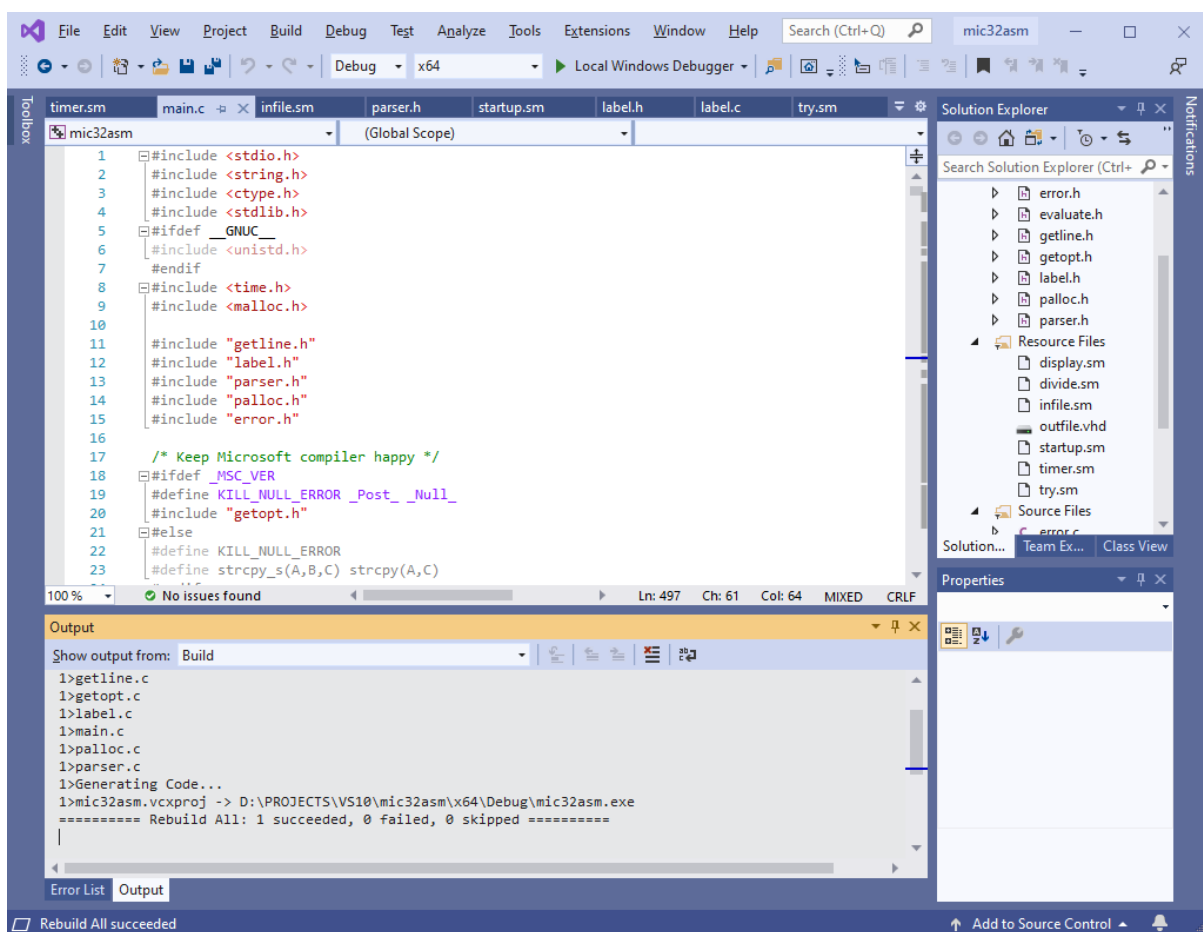 File Edit View Project Build Debug Test Analyze Tools Extensions Window Help Search (Ctrl+Q) mic32asm
Debug x64 Local Windows Debugger
Toolbox
timer.sm main.c infile.sm parser.h startup.sm label.h label.c try.sm
mic32asm (Global Scope)
1 #include <stdio.h>
2 #include <string.h>
3 #include <ctype.h>
4 #include <stdlib.h>
5 #ifdef __GNUC__
6 #include <unistd.h>
7 #endif
8 #include <time.h>
9 #include <malloc.h>
10
11 #include "getline.h"
12 #include "label.h"
13 #include "parser.h"
14 #include "palloc.h"
15 #include "error.h"
16
17 /* Keep Microsoft compiler happy */
18 #ifdef _MSC_VER
19 #define KILL_NULL_ERROR _Post_ _Null_
20 #include "getopt.h"
21 #else
22 #define KILL_NULL_ERROR
23 #define strcpy_s(A,B,C) strcpy(A,C)
100 % No issues found Ln: 497 Ch: 61 Col: 64 MIXED CRLF
Output
Show output from: Build
1>getline.c
1>getopt.c
1>label.c
1>main.c
1>palloc.c
1>parser.c
1>Generating Code...
1>mic32asm.vcxproj -> D:\PROJECTS\VS10\mic32asm\x64\Debug\mic32asm.exe
========== Rebuild All: 1 succeeded, 0 failed, 0 skipped ==========
Error List Output
Solution Explorer
Search Solution Explorer (Ctrl+
error.h
evaluate.h
getline.h
getopt.h
label.h
palloc.h
parser.h
Resource Files
display.sm
divide.sm
infile.sm
outfile.vhd
startup.sm
timer.sm
try.sm
Source Files
error.c
Solution... Team Ex... Class View
Properties
Notifications
Rebuild All succeeded Add to Source Control